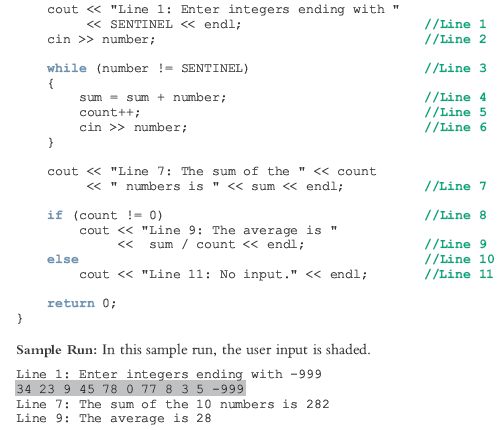 cout << "Line 1: Enter integers ending with "
<< SENTINEL << endl; //Line 1
cin >> number; //Line 2
while (number != SENTINEL) //Line 3
{
sum = sum + number; //Line 4
count++; //Line 5
cin >> number; //Line 6
}
cout << "Line 7: The sum of the " << count
<< " numbers is " << sum << endl; //Line 7
if (count != 0) //Line 8
cout << "Line 9: The average is "
<< sum / count << endl; //Line 9
else //Line 10
cout << "Line 11: No input." << endl; //Line 11
return 0;
}
Sample Run: In this sample run, the user input is shaded.
Line 1: Enter integers ending with -999
34 23 9 45 78 0 77 8 3 5 -999
Line 7: The sum of the 10 numbers is 282
Line 9: The average is 28